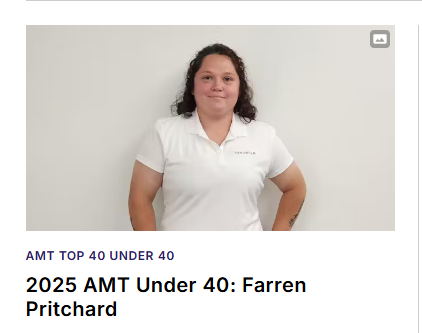 AMT TOP 40 UNDER 40
2025 AMT Under 40: Farren
Pritchard